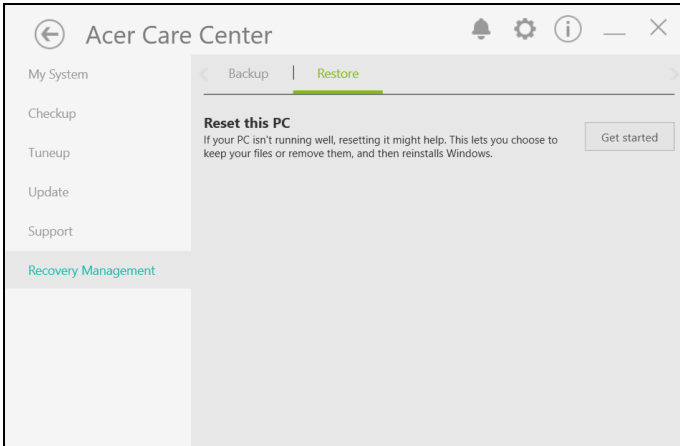 Acer Care Center
My System
Backup | Restore
Checkup
Reset this PC
If your PC isn't running well, resetting it might help. This lets you choose to
keep your files or remove them, and then reinstalls Windows.
Get started
Tuneup
Update
Support
Recovery Management